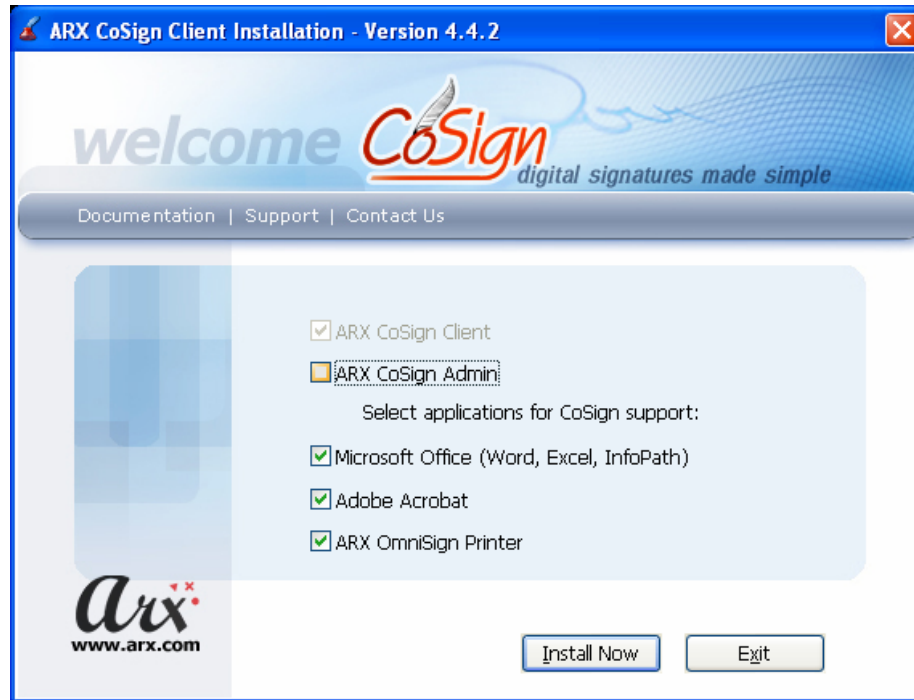 ARX CoSign Client Installation - Version 4.4.2
welcome CoSign
digital signatures made simple
Documentation | Support | Contact Us
ARX CoSign Client
ARX CoSign Admin
Select applications for CoSign support:
Microsoft Office (Word, Excel, InfoPath)
Adobe Acrobat
ARX OmniSign Printer
arx
www.arx.com
Install Now Exit